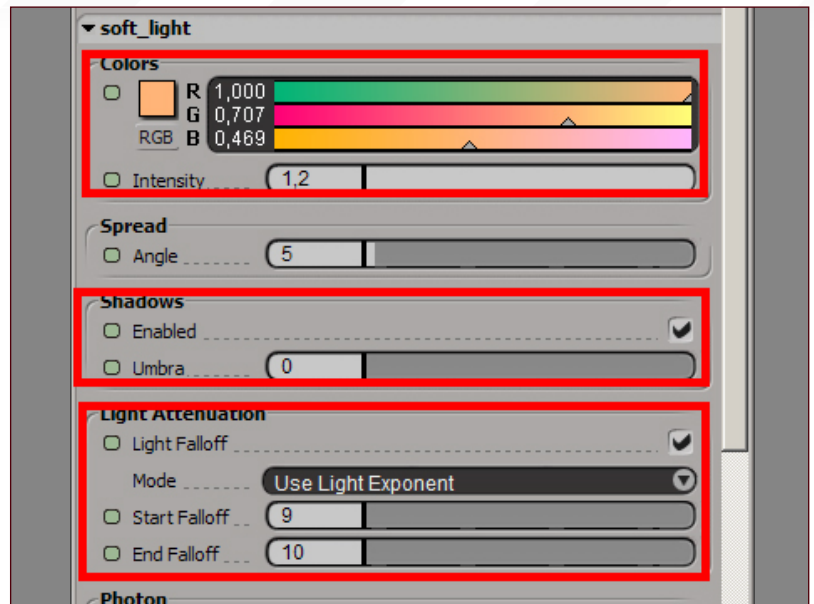 soft_light
Colors
R 1,000
G 0,707
RGB B 0,469
Intensity 1,2
Spread
Angle 5
Shadows
Enabled
Umbra 0
Light Attenuation
Light Falloff
Mode Use Light Exponent
Start Falloff 9
End Falloff 10
Photon